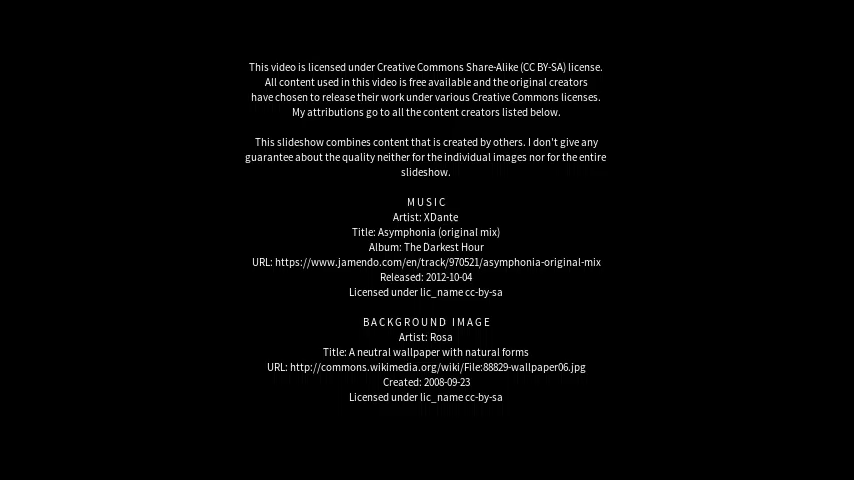 This video is licensed under Creative Commons Share-Alike (CC BY-SA) license.
All content used in this video is free available and the original creators
have chosen to release their work under various Creative Commons licenses.
My attributions go to all the content creators listed below.
This slideshow combines content that is created by others. I don't give any
guarantee about the quality neither for the individual images nor for the entire
slideshow.
MUSIC
Artist: XDante
Title: Asymphonia (original mix)
Album: The Darkest Hour
URL: https://www.jamendo.com/en/track/970521/asymphonia-original-mix
Released: 2012-10-04
Licensed under lic_name cc-by-sa
BACKGROUND IMAGE
Artist: Rosa
Title: A neutral wallpaper with natural forms
URL: http://commons.wikimedia.org/wiki/File:88829-wallpaper06.jpg
Created: 2008-09-23
Licensed under lic_name cc-by-sa